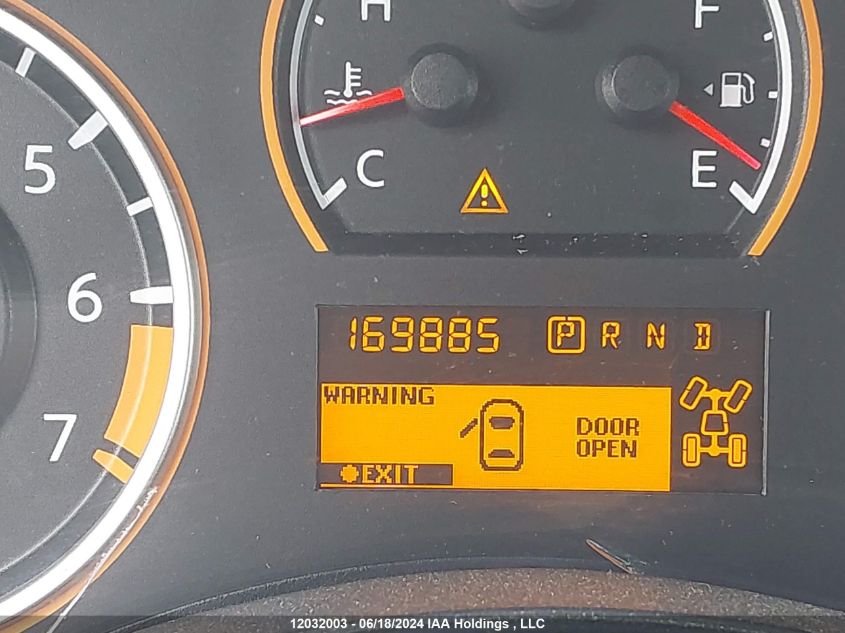 H F
5
C E
6
169885 P R N D
WARNING
7
DOOR
OPEN
EXIT
12032003 - 06/18/2024 IAA Holdings , LLC